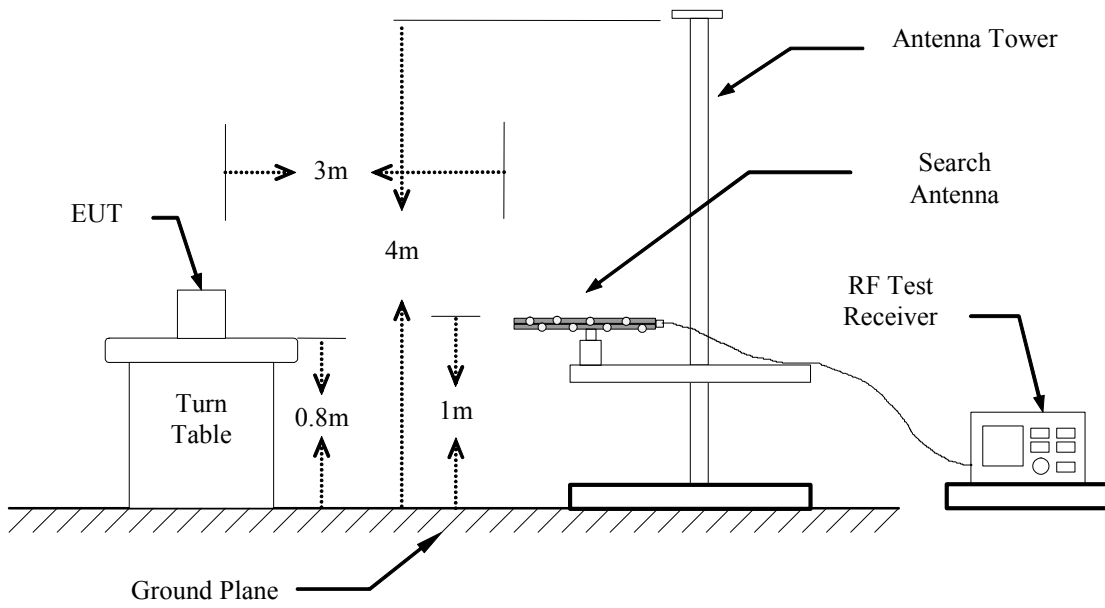 Antenna Tower
3m
Search
Antenna
EUT
4m
RF Test
Receiver
Turn
Table
0.8m
1m
Ground Plane